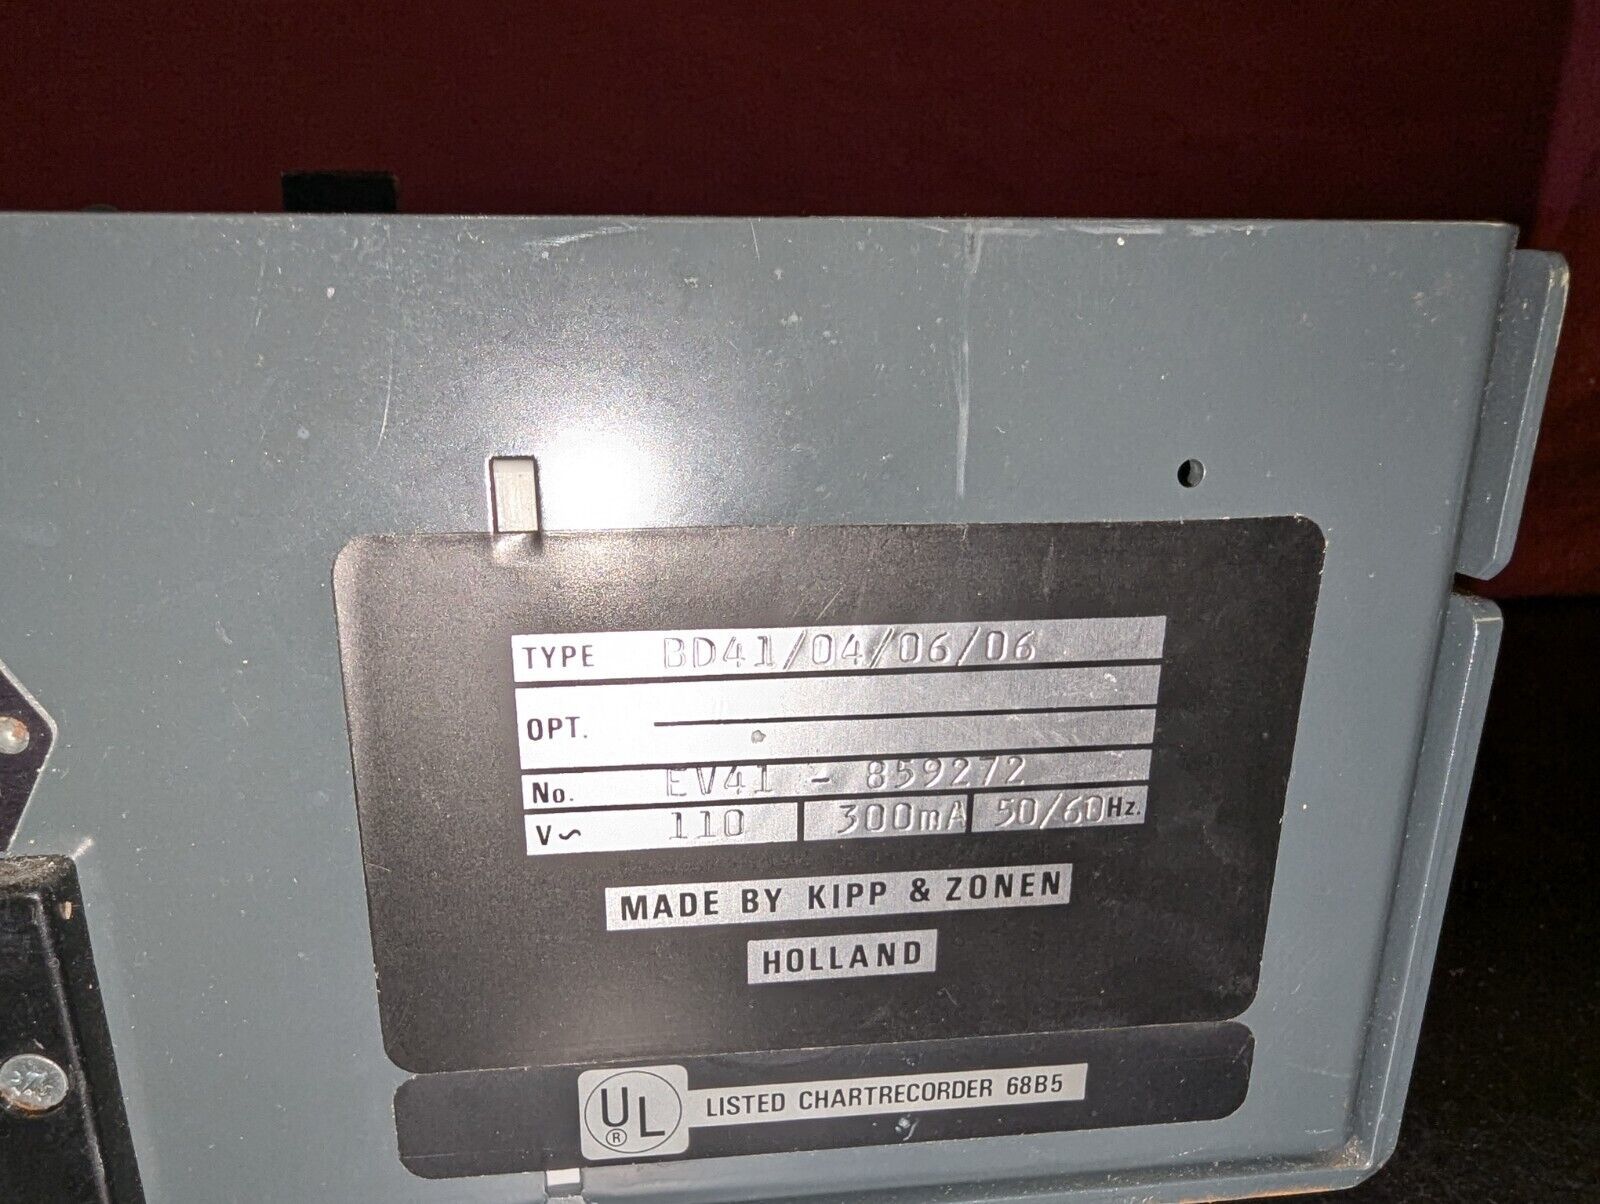 TYPE BD41/04/06/06
OPT.
No. EV41 - 859272
V~ 110 300mA 50/60Hz.
MADE BY KIPP & ZONEN
HOLLAND
UL® LISTED CHARTRECORDER 68B5